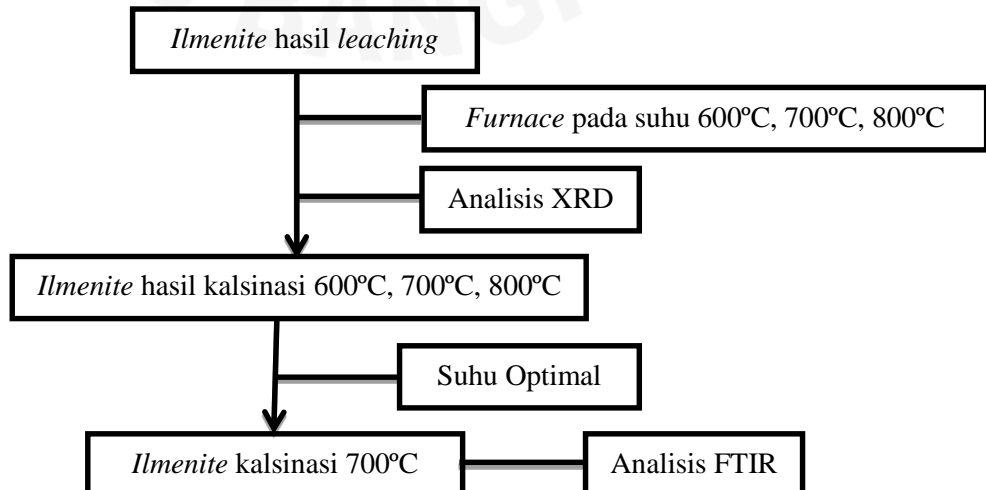 Ilmenite hasil leaching
Furnace pada suhu 600ºC, 700ºC, 800ºC
Analisis XRD
Ilmenite hasil kalsinasi 600ºC, 700ºC, 800ºC
Suhu Optimal
Ilmenite kalsinasi 700ºC
Analisis FTIR